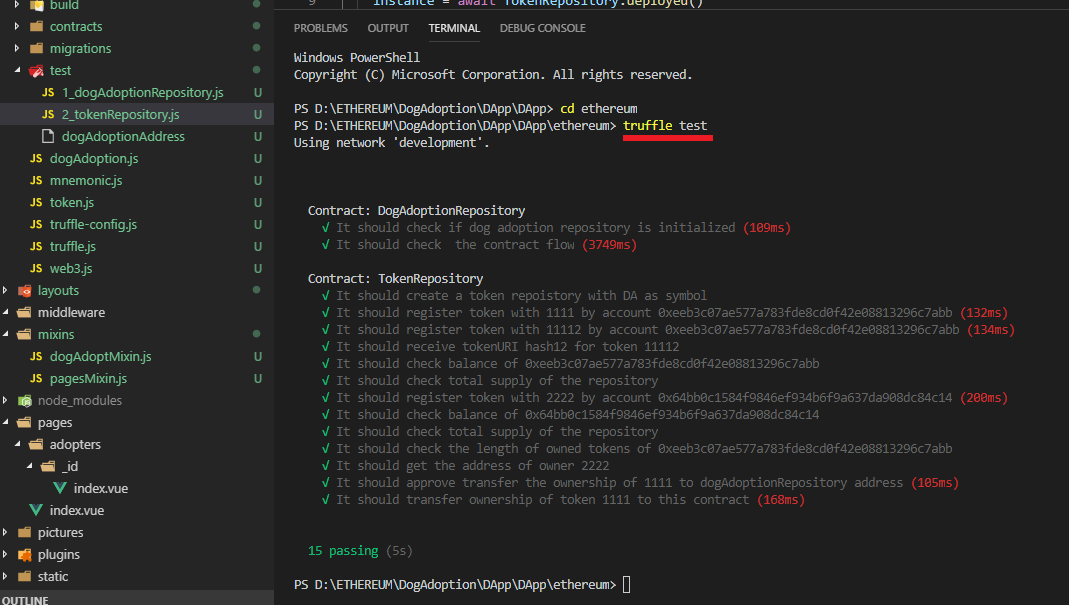 build
contracts
migrations
test
JS 1_dogAdoptionRepository.js U
JS 2_tokenRepository.js U
dogAdoptionAddress U
JS dogAdoption.js U
JS mnemonic.js U
JS token.js U
JS truffle-config.js U
JS truffle.js U
JS web3.js U
layouts
middleware
mixins
JS dogAdoptMixin.js U
JS pagesMixin.js U
node_modules
pages
adopters
_id
index.vue
index.vue
pictures
plugins
static
OUTLINE
9 instance = await TokenRepository.deployed()
PROBLEMS OUTPUT TERMINAL DEBUG CONSOLE
Windows PowerShell
Copyright (C) Microsoft Corporation. All rights reserved.
PS D:\ETHEREUM\DogAdoption\DApp\DApp> cd ethereum
PS D:\ETHEREUM\DogAdoption\DApp\DApp\ethereum> truffle test
Using network 'development'.
Contract: DogAdoptionRepository
√ It should check if dog adoption repository is initialized (109ms)
√ It should check  the contract flow (3749ms)
Contract: TokenRepository
√ It should create a token repoistory with DA as symbol
√ It should register token with 1111 by account 0xeeb3c07ae577a783fde8cd0f42e08813296c7abb (132ms)
√ It should register token with 11112 by account 0xeeb3c07ae577a783fde8cd0f42e08813296c7abb (134ms)
√ It should receive tokenURI hash12 for token 11112
√ It should check balance of 0xeeb3c07ae577a783fde8cd0f42e08813296c7abb
√ It should check total supply of the repository
√ It should register token with 2222 by account 0x64bb0c1584f9846ef934b6f9a637da908dc84c14 (200ms)
√ It should check balance of 0x64bb0c1584f9846ef934b6f9a637da908dc84c14
√ It should check total supply of the repository
√ It should check the length of owned tokens of 0xeeb3c07ae577a783fde8cd0f42e08813296c7abb
√ It should get the address of owner 2222
√ It should approve transfer the ownership of 1111 to dogAdoptionRepository address (105ms)
√ It should transfer ownership of token 1111 to this contract (168ms)
15 passing (5s)
PS D:\ETHEREUM\DogAdoption\DApp\DApp\ethereum>